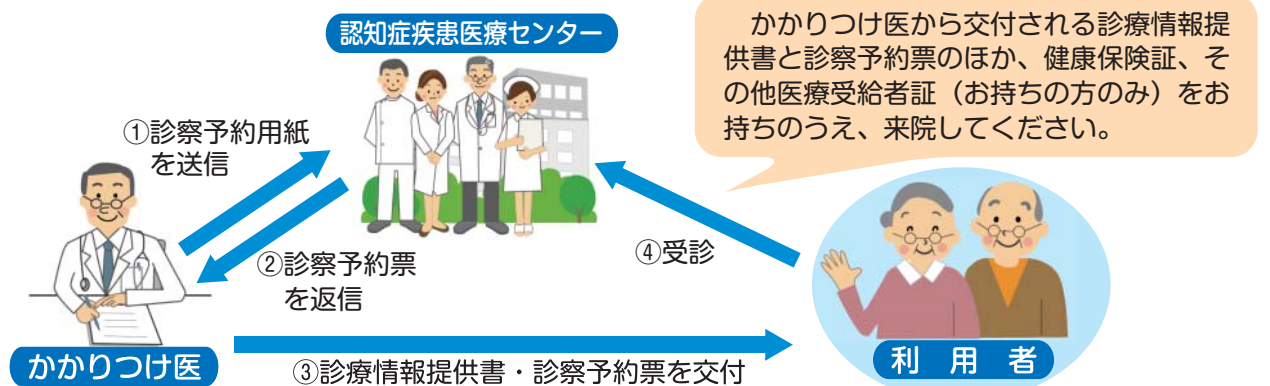 認知症疾患医療センター
かかりつけ医から交付される診療情報提
供書と診察予約票のほか、健康保険証、そ
の他医療受給者証（お持ちの方のみ）をお
持ちのうえ、来院してください。
①診察予約用紙
を送信
②診察予約票
を返信
④受診
かかりつけ医
③診療情報提供書・診察予約票を交付
利用者